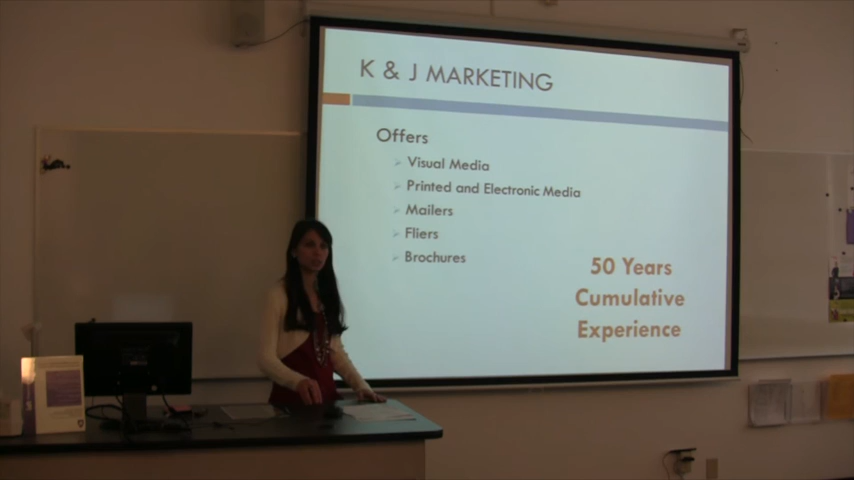 K & J MARKETING
Offers
Visual Media
Printed and Electronic Media
Mailers
Fliers
Brochures
50 Years
Cumulative
Experience